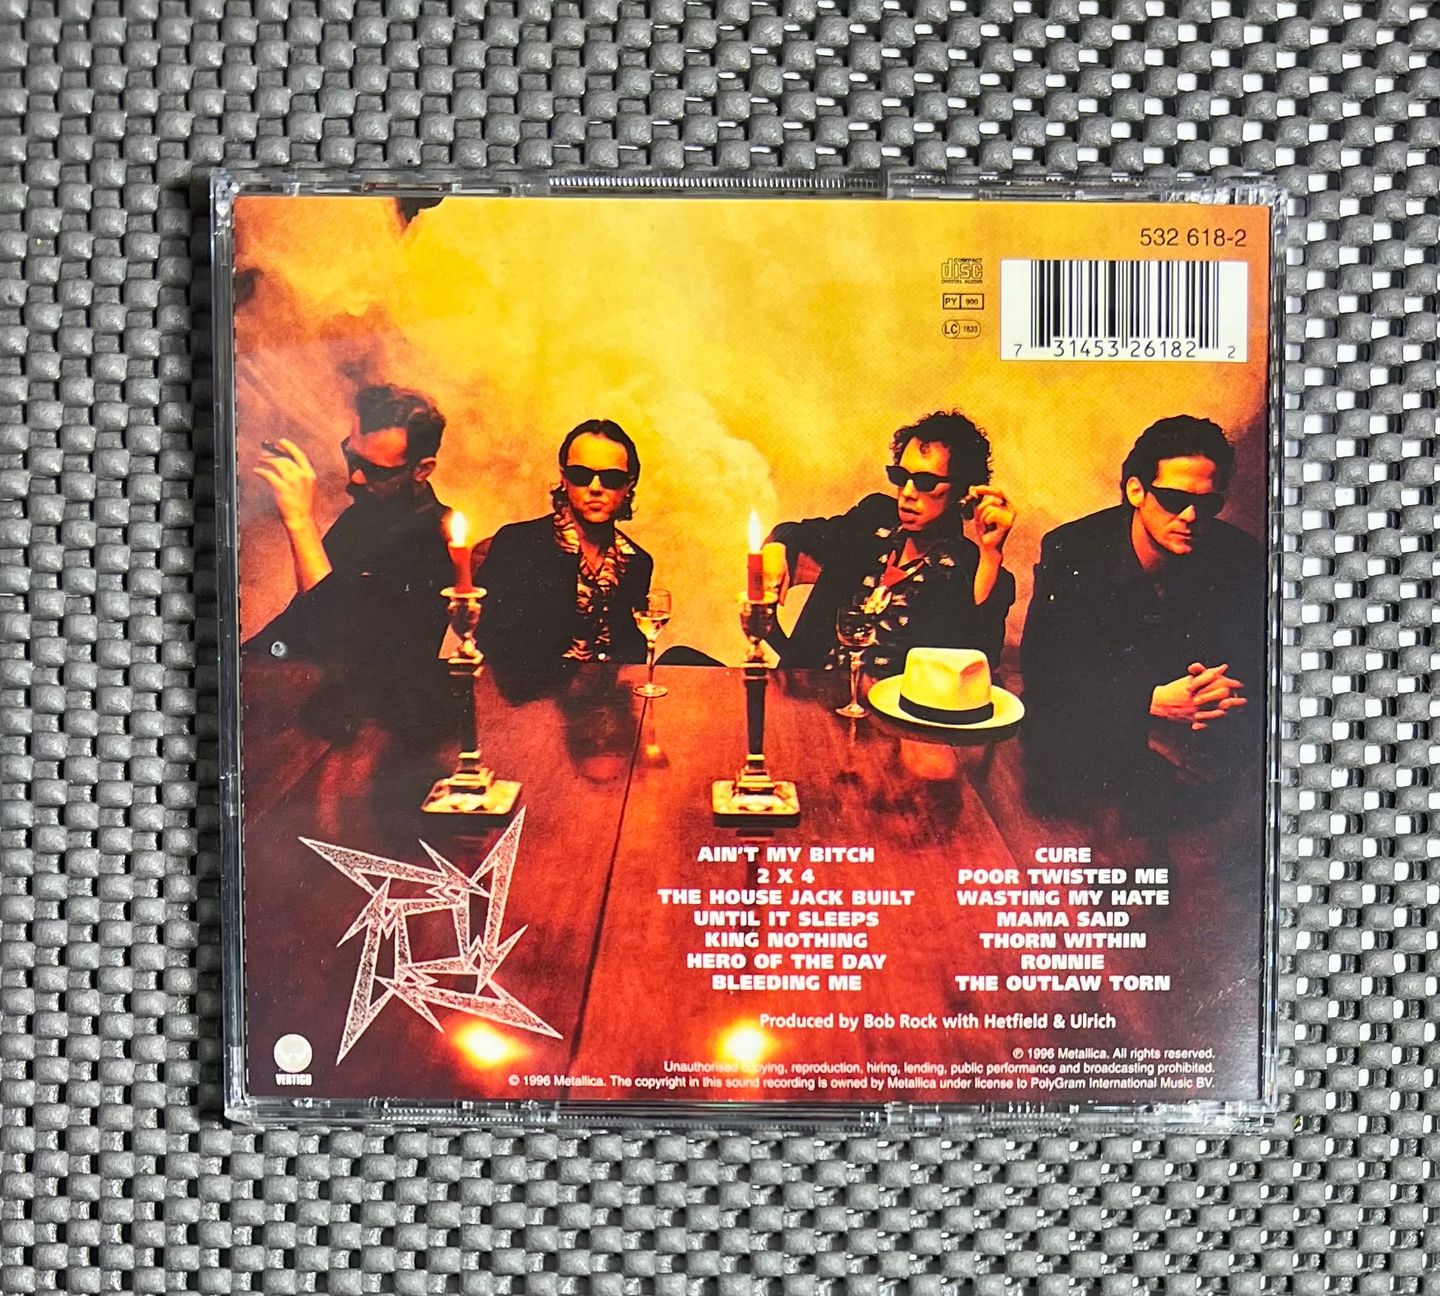 532 618-2
COMPACT
disc
DIGITAL AUDIO
PY 900
LC 1633
7 31453 26182 2
AIN'T MY BITCH
2 X 4
THE HOUSE JACK BUILT
UNTIL IT SLEEPS
KING NOTHING
HERO OF THE DAY
BLEEDING ME
CURE
POOR TWISTED ME
WASTING MY HATE
MAMA SAID
THORN WITHIN
RONNIE
THE OUTLAW TORN
Produced by Bob Rock with Hetfield & Ulrich
℗ 1996 Metallica. All rights reserved.
Unauthorised copying, reproduction, hiring, lending, public performance and broadcasting prohibited.
© 1996 Metallica. The copyright in this sound recording is owned by Metallica under license to PolyGram International Music BV.
VERTIGO